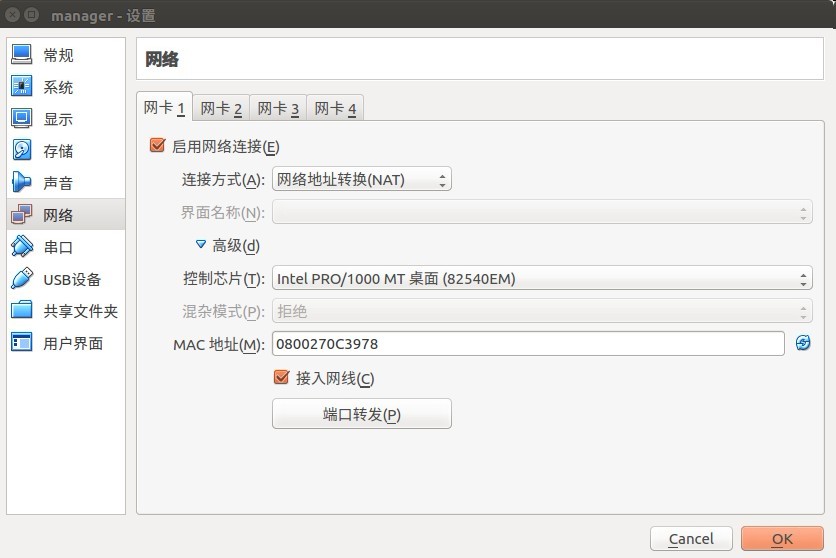 manager - 设置
常规
系统
显示
存储
声音
网络
串口
USB设备
共享文件夹
用户界面
网络
网卡 1 网卡 2 网卡 3 网卡 4
启用网络连接(E)
连接方式(A): 网络地址转换(NAT)
界面名称(N):
高级(d)
控制芯片(T): Intel PRO/1000 MT 桌面 (82540EM)
混杂模式(P): 拒绝
MAC 地址(M): 0800270C3978
接入网线(C)
端口转发(P)
Cancel OK